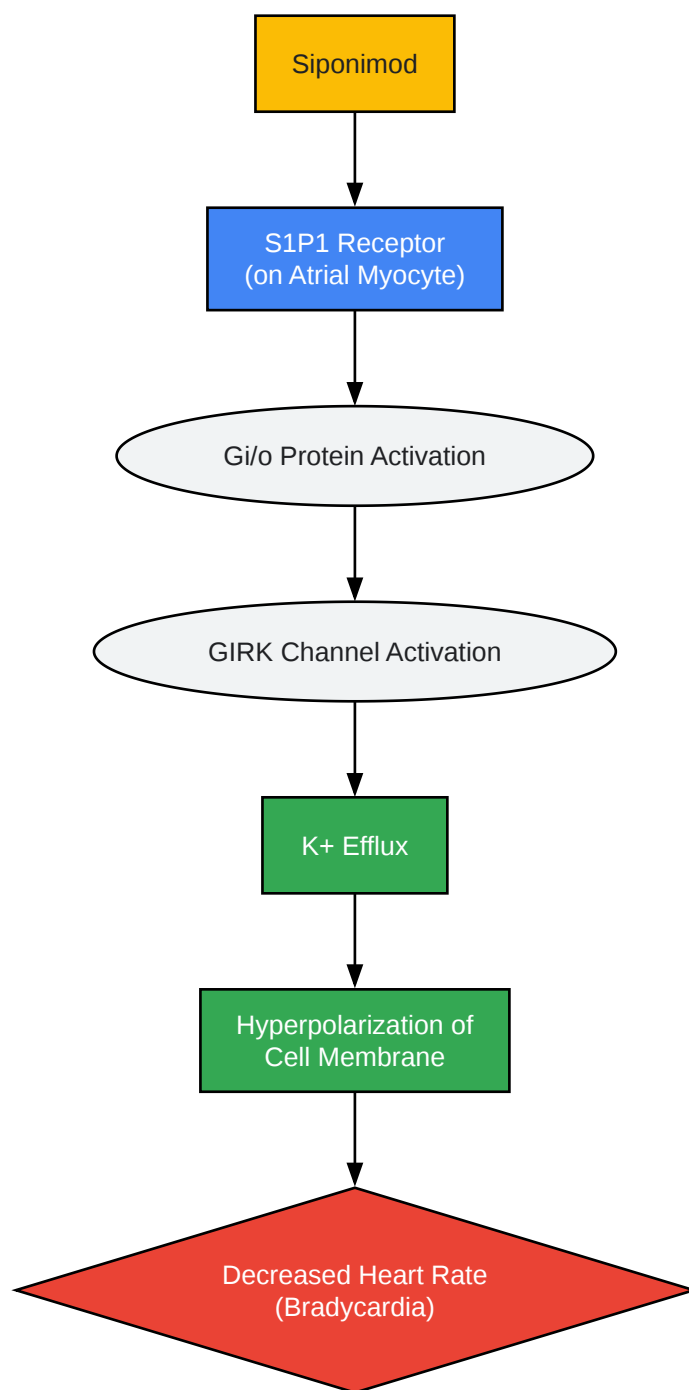 Siponimod
S1P1 Receptor
(on Atrial Myocyte)
Gi/o Protein Activation
GIRK Channel Activation
K+ Efflux
Hyperpolarization of
Cell Membrane
Decreased Heart Rate
(Bradycardia)